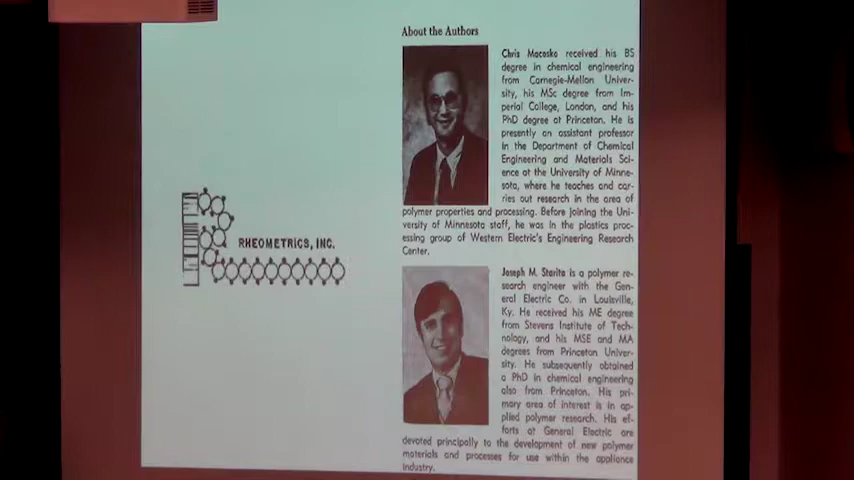 About the Authors
Chris Macosko received his BS
degree in chemical engineering
from Carnegie-Mellon Univer-
sity, his MSc degree from Im-
perial College, London, and his
PhD degree at Princeton. He is
presently an assistant professor
in the Department of Chemical
Engineering and Materials Sci-
ence at the University of Minne-
sota, where he teaches and car-
ries out research in the area of
polymer properties and processing. Before joining the Uni-
versity of Minnesota staff, he was in the plastics proc-
essing group of Western Electric's Engineering Research
Center.
RHEOMETRICS, INC.
Joseph M. Starita is a polymer re-
search engineer with the Gen-
eral Electric Co. in Louisville,
Ky. He received his ME degree
from Stevens Institute of Tech-
nology, and his MSE and MA
degrees from Princeton Univer-
sity. He subsequently obtained
a PhD in chemical engineering
also from Princeton. His pri-
mary area of interest is in ap-
plied polymer research. His ef-
forts at General Electric are
devoted principally to the development of new polymer
materials and processes for use within the appliance
industry.